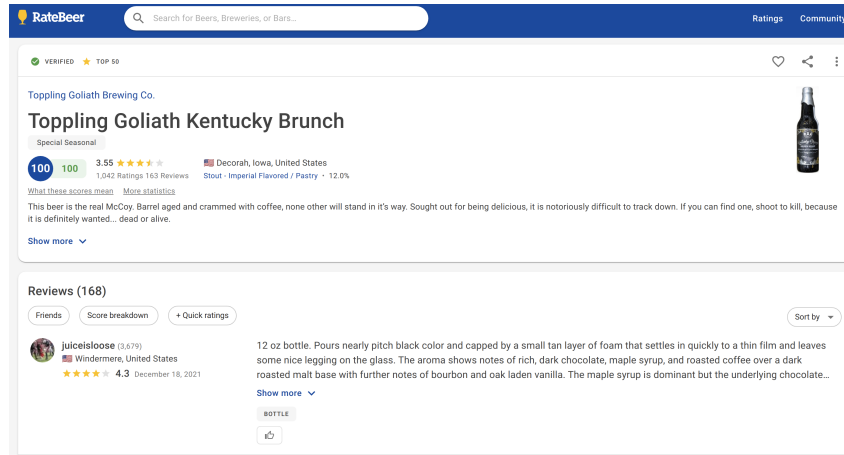 RateBeer
Search for Beers, Breweries, or Bars...
Ratings
Community
VERIFIED
TOP 50
Toppling Goliath Brewing Co.
Toppling Goliath Kentucky Brunch
Special Seasonal
100
100
3.55
1,042 Ratings 163 Reviews
Decorah, Iowa, United States
Stout - Imperial Flavored / Pastry • 12.0%
What these scores mean
More statistics
This beer is the real McCoy. Barrel aged and crammed with coffee, none other will stand in it's way. Sought out for being delicious, it is notoriously difficult to track down. If you can find one, shoot to kill, because
it is definitely wanted... dead or alive.
Show more
Reviews (168)
Friends
Score breakdown
+ Quick ratings
Sort by
juiceisloose (3,679)
Windermere, United States
4.3 December 18, 2021
12 oz bottle. Pours nearly pitch black color and capped by a small tan layer of foam that settles in quickly to a thin film and leaves
some nice legging on the glass. The aroma shows notes of rich, dark chocolate, maple syrup, and roasted coffee over a dark
roasted malt base with further notes of bourbon and oak laden vanilla. The maple syrup is dominant but the underlying chocolate…
Show more
BOTTLE